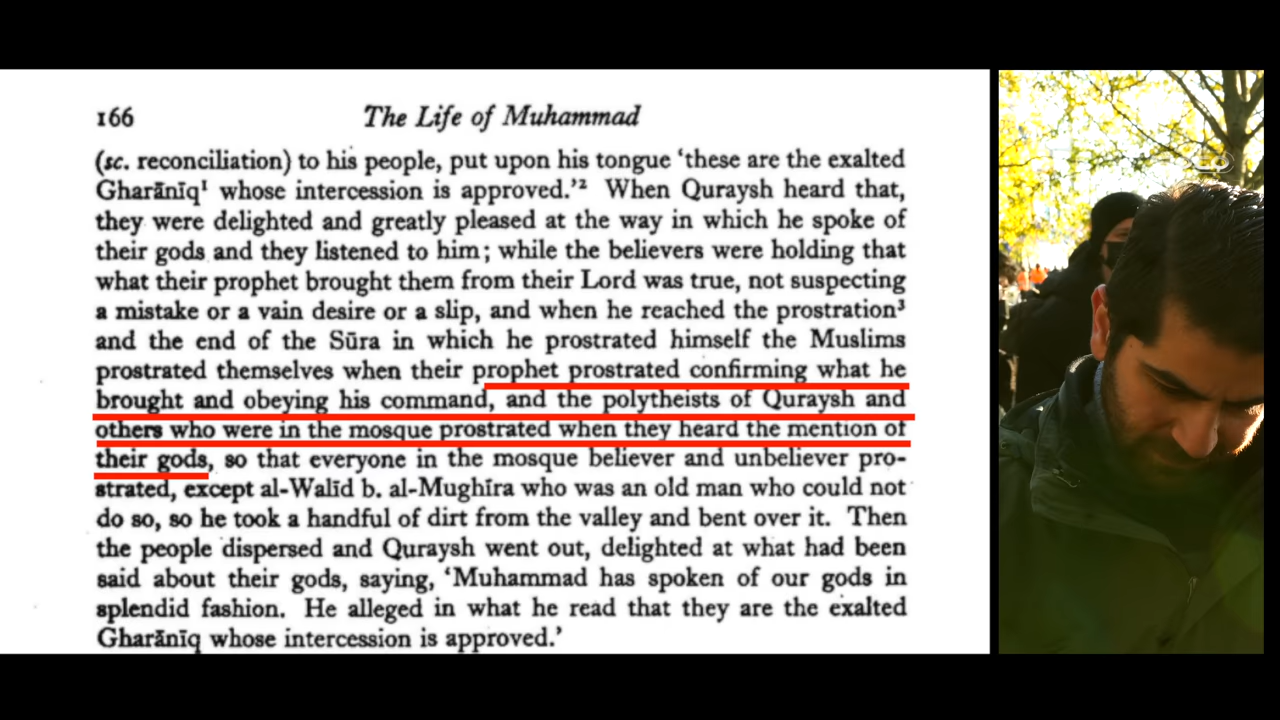 166
The Life of Muhammad
(sc. reconciliation) to his people, put upon his tongue ‘these are the exalted
Gharānīq¹ whose intercession is approved.’² When Quraysh heard that,
they were delighted and greatly pleased at the way in which he spoke of
their gods and they listened to him; while the believers were holding that
what their prophet brought them from their Lord was true, not suspecting
a mistake or a vain desire or a slip, and when he reached the prostration³
and the end of the Sūra in which he prostrated himself the Muslims
prostrated themselves when their prophet prostrated confirming what he
brought and obeying his command, and the polytheists of Quraysh and
others who were in the mosque prostrated when they heard the mention of
their gods, so that everyone in the mosque believer and unbeliever pro-
strated, except al-Walīd b. al-Mughīra who was an old man who could not
do so, so he took a handful of dirt from the valley and bent over it. Then
the people dispersed and Quraysh went out, delighted at what had been
said about their gods, saying, ‘Muhammad has spoken of our gods in
splendid fashion. He alleged in what he read that they are the exalted
Gharānīq whose intercession is approved.’